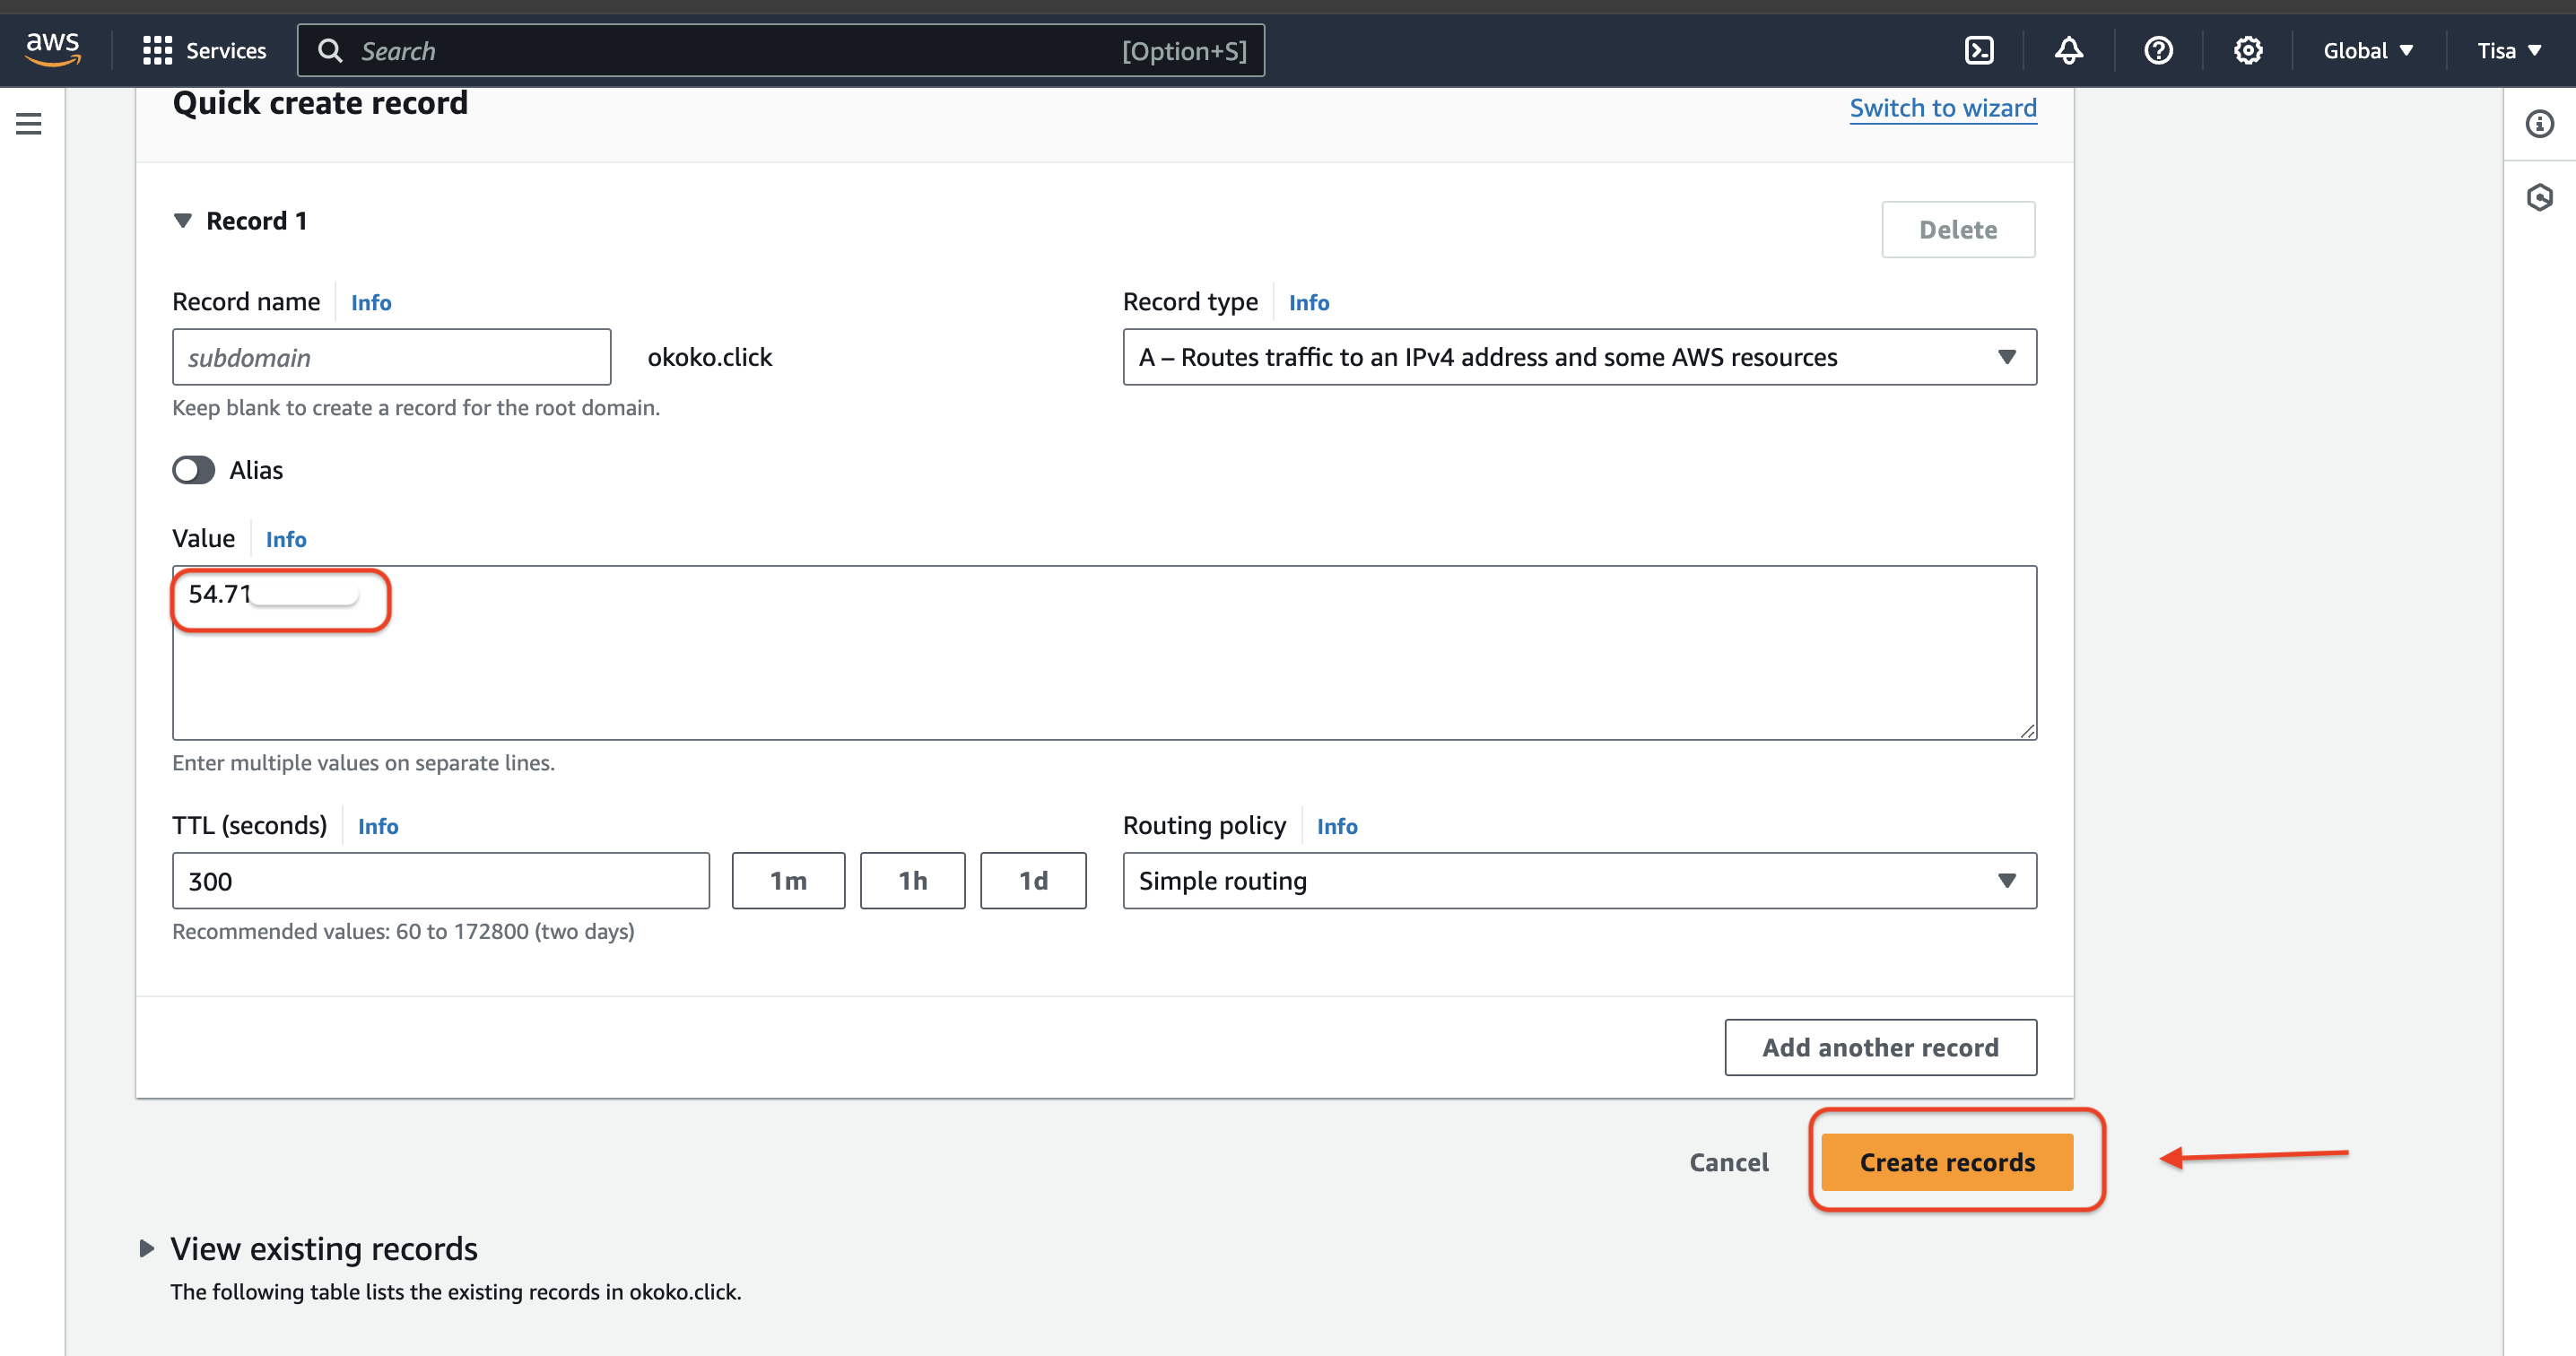 aws Services Search [Option+S] Global Tisa
Quick create record Switch to wizard
Record 1 Delete
Record name Info Record type Info
subdomain okoko.click A – Routes traffic to an IPv4 address and some AWS resources
Keep blank to create a record for the root domain.
Alias
Value Info
54.71
Enter multiple values on separate lines.
TTL (seconds) Info Routing policy Info
300 1m 1h 1d Simple routing
Recommended values: 60 to 172800 (two days)
Add another record
Cancel Create records
View existing records
The following table lists the existing records in okoko.click.